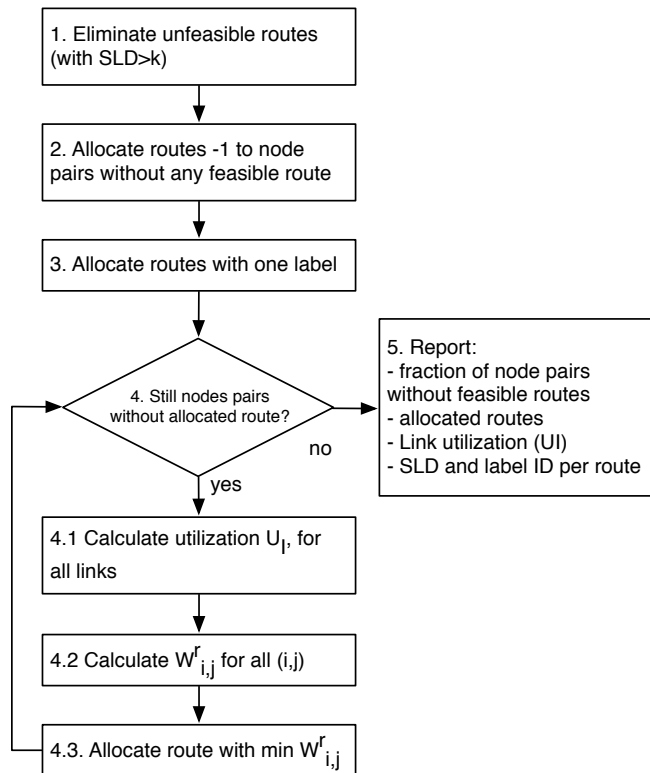 1. Eliminate unfeasible routes
(with SLD>k)
2. Allocate routes -1 to node
pairs without any feasible route
3. Allocate routes with one label
4. Still nodes pairs
without allocated route?
no
yes
5. Report:
- fraction of node pairs
without feasible routes
- allocated routes
- Link utilization (Ul)
- SLD and label ID per route
4.1 Calculate utilization U_l, for
all links
4.2 Calculate W^r_{i,j} for all (i,j)
4.3. Allocate route with min W^r_{i,j}